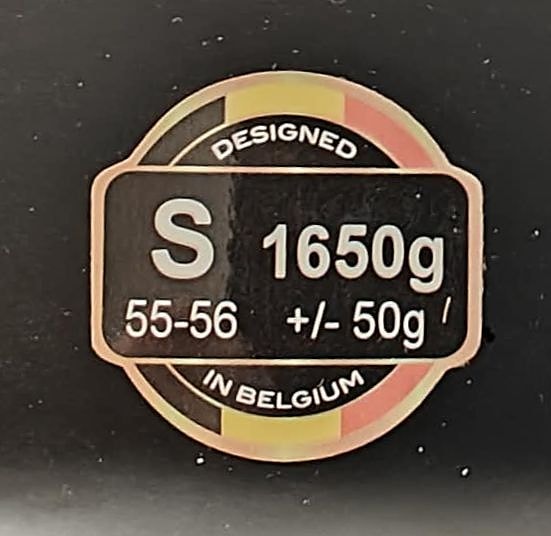 DESIGNED
S 1650g
55-56 +/- 50g
IN BELGIUM